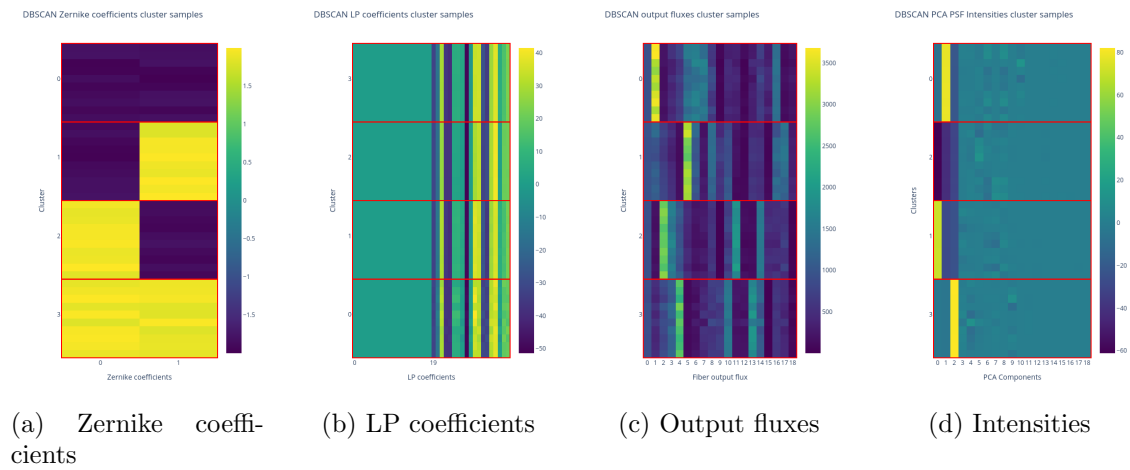 DBSCAN Zernike coefficients cluster samples
Cluster
0
1
2
3
0
1
Zernike coefficients
1.5
1
0.5
0
−0.5
−1
−1.5
(a) Zernike coeffi-
cients
DBSCAN LP coefficients cluster samples
3
2
1
0
0
19
LP coefficients
40
30
20
10
0
−10
−20
−30
−40
−50
(b) LP coefficients
DBSCAN output fluxes cluster samples
Cluster
0
1
2
3
0 1 2 3 4 5 6 7 8 9 10 11 12 13 14 15 16 17 18
Fiber output flux
3500
3000
2500
2000
1500
1000
500
(c) Output fluxes
DBSCAN PCA PSF Intensities cluster samples
Clusters
0
2
1
3
0 1 2 3 4 5 6 7 8 9 10 11 12 13 14 15 16 17 18
PCA Components
80
60
40
20
0
−20
−40
−60
(d) Intensities